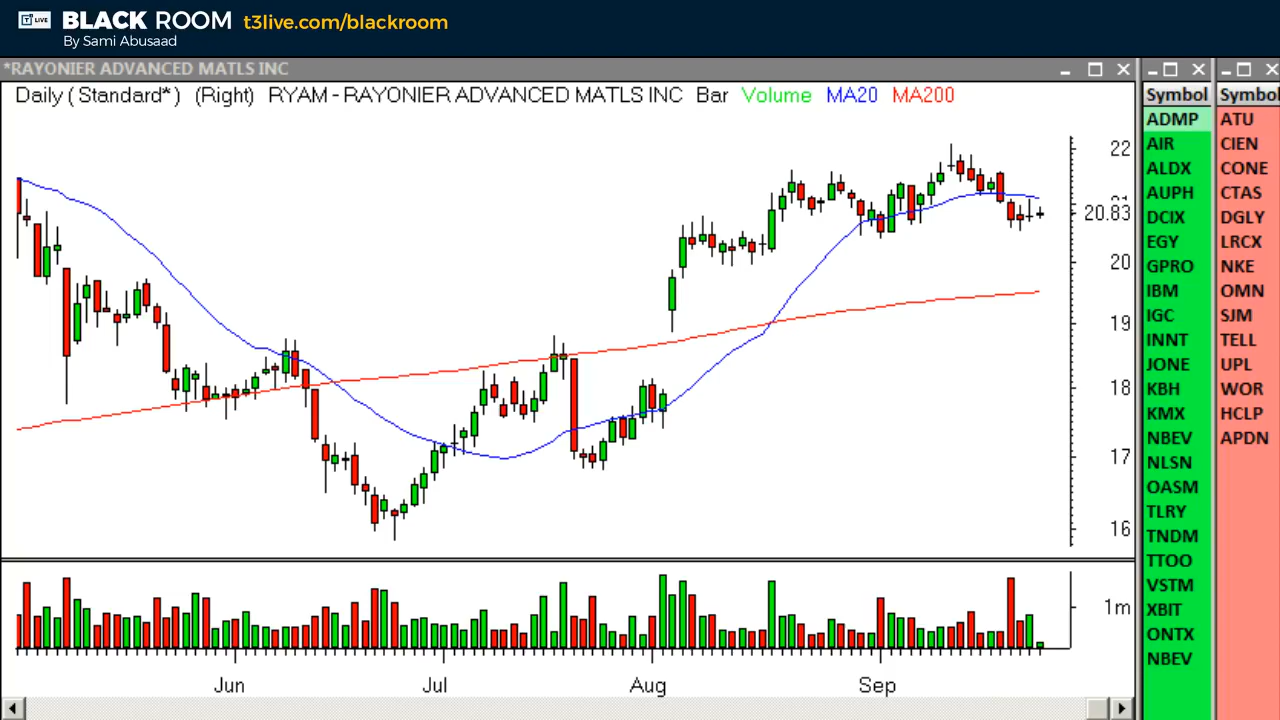 LIVE BLACK ROOM t3live.com/blackroom
By Sami Abusaad
*RAYONIER ADVANCED MATLS INC
Daily ( Standard* ) (Right) RYAM - RAYONIER ADVANCED MATLS INC Bar Volume MA20 MA200
22
21
20.83
20
19
18
17
16
1m
Jun Jul Aug Sep
Symbol
ADMP
AIR
ALDX
AUPH
DCIX
EGY
GPRO
IBM
IGC
INNT
JONE
KBH
KMX
NBEV
NLSN
OASM
TLRY
TNDM
TTOO
VSTM
XBIT
ONTX
NBEV
Symbol
ATU
CIEN
CONE
CTAS
DGLY
LRCX
NKE
OMN
SJM
TELL
UPL
WOR
HCLP
APDN